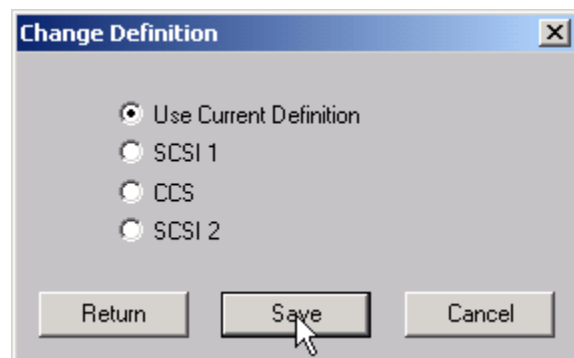 Change Definition
Use Current Definition
SCSI 1
CCS
SCSI 2
Return
Save
Cancel